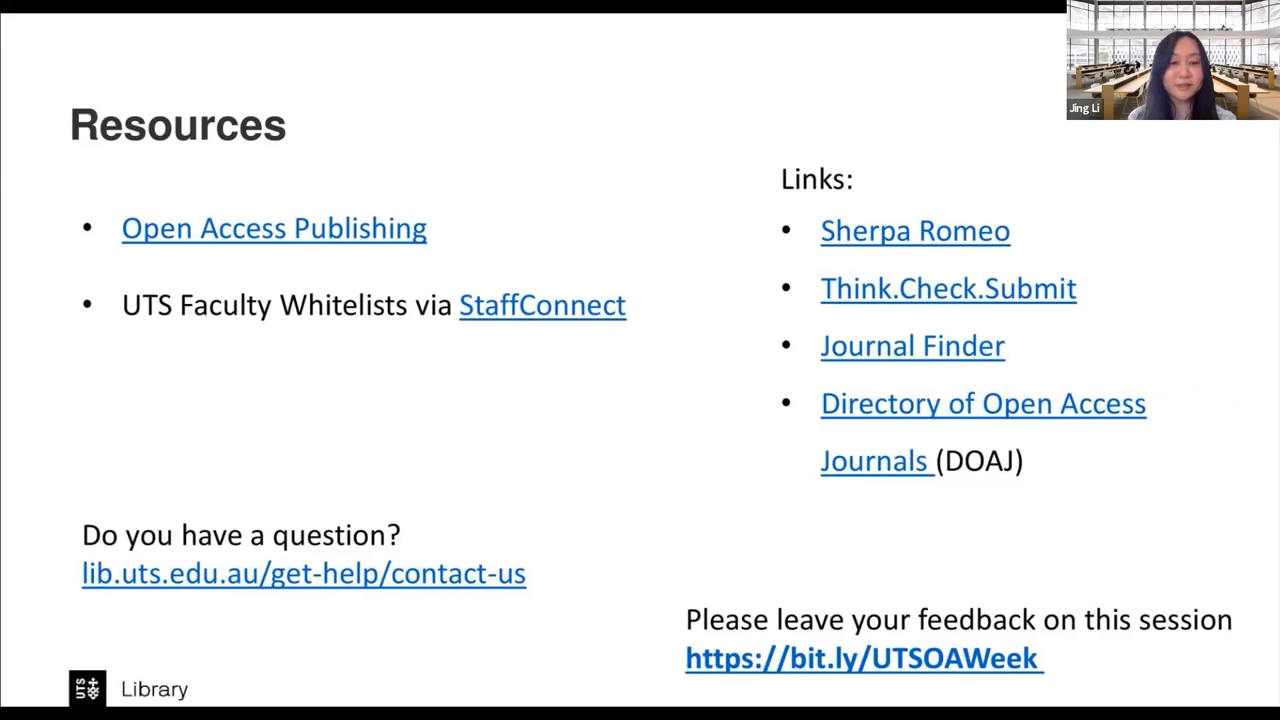 Jing Li
Resources
• Open Access Publishing
• UTS Faculty Whitelists via StaffConnect
Links:
• Sherpa Romeo
• Think.Check.Submit
• Journal Finder
• Directory of Open Access
Journals (DOAJ)
Do you have a question?
lib.uts.edu.au/get-help/contact-us
Please leave your feedback on this session
https://bit.ly/UTSOAWeek
UTS Library